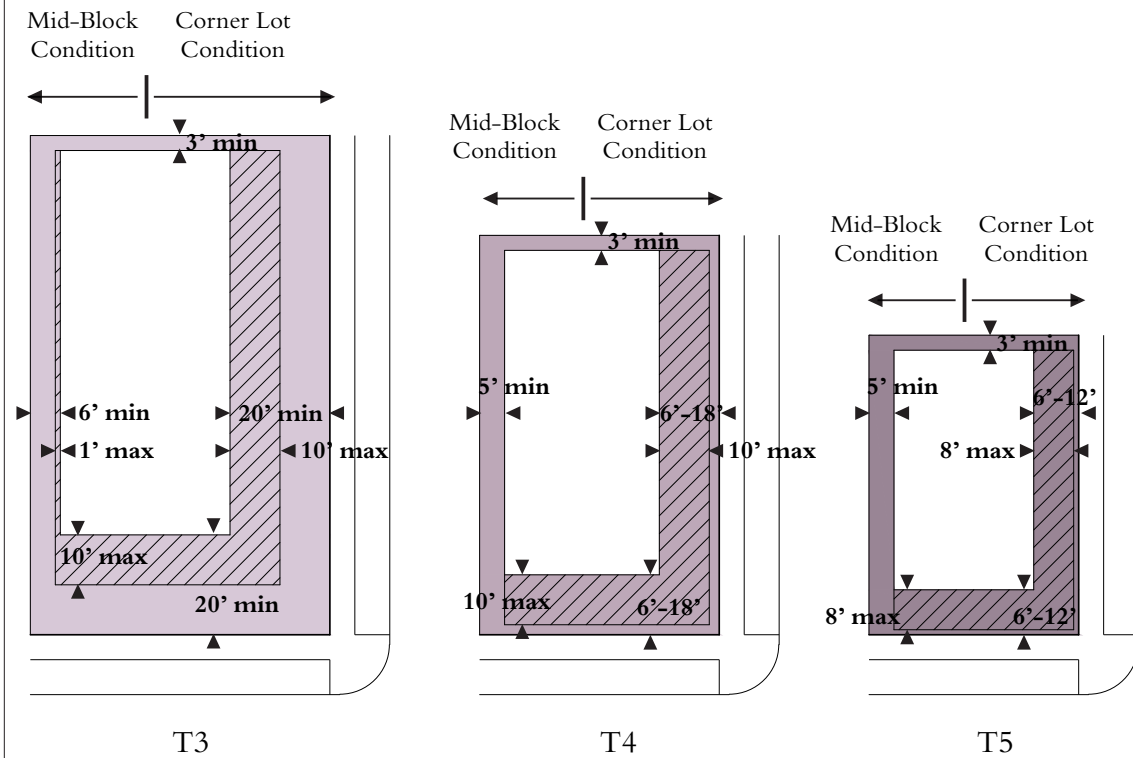 Mid-Block Condition
Corner Lot Condition
3’ min
6’ min
20’ min
1’ max
10’ max
10’ max
20’ min
T3
Mid-Block Condition
Corner Lot Condition
3’ min
5’ min
6’-18’
10’ max
10’ max
6’-18’
T4
Mid-Block Condition
Corner Lot Condition
3’ min
5’ min
6’-12’
8’ max
8’ max
6’-12’
T5